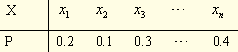 X x₁ x₂ x₃ ⋯ xₙ
P 0.2 0.1 0.3 ⋯ 0.4